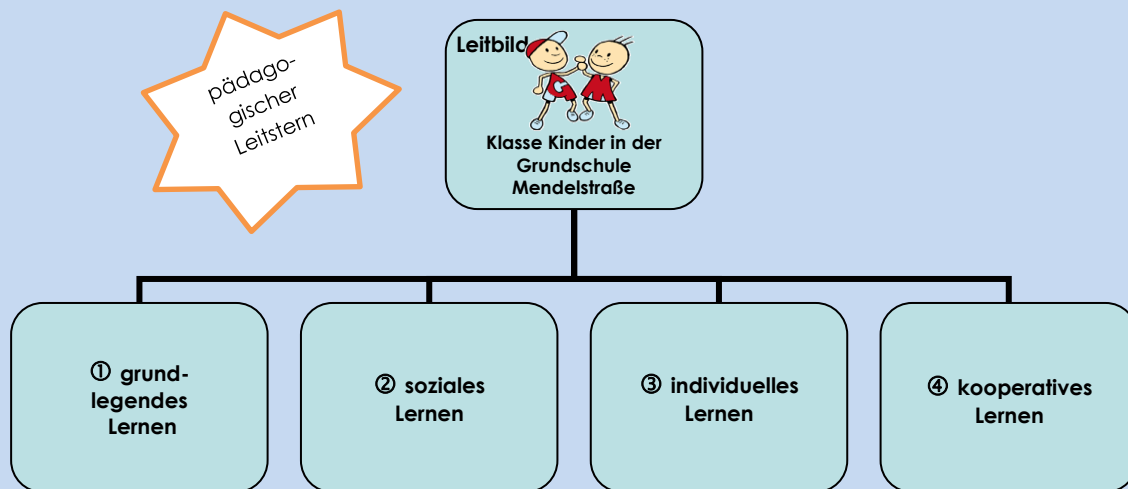 pädago-
gischer
Leitstern
Leitbild
G M
Klasse Kinder in der
Grundschule
Mendelstraße
① grund-
legendes
Lernen
② soziales
Lernen
③ individuelles
Lernen
④ kooperatives
Lernen